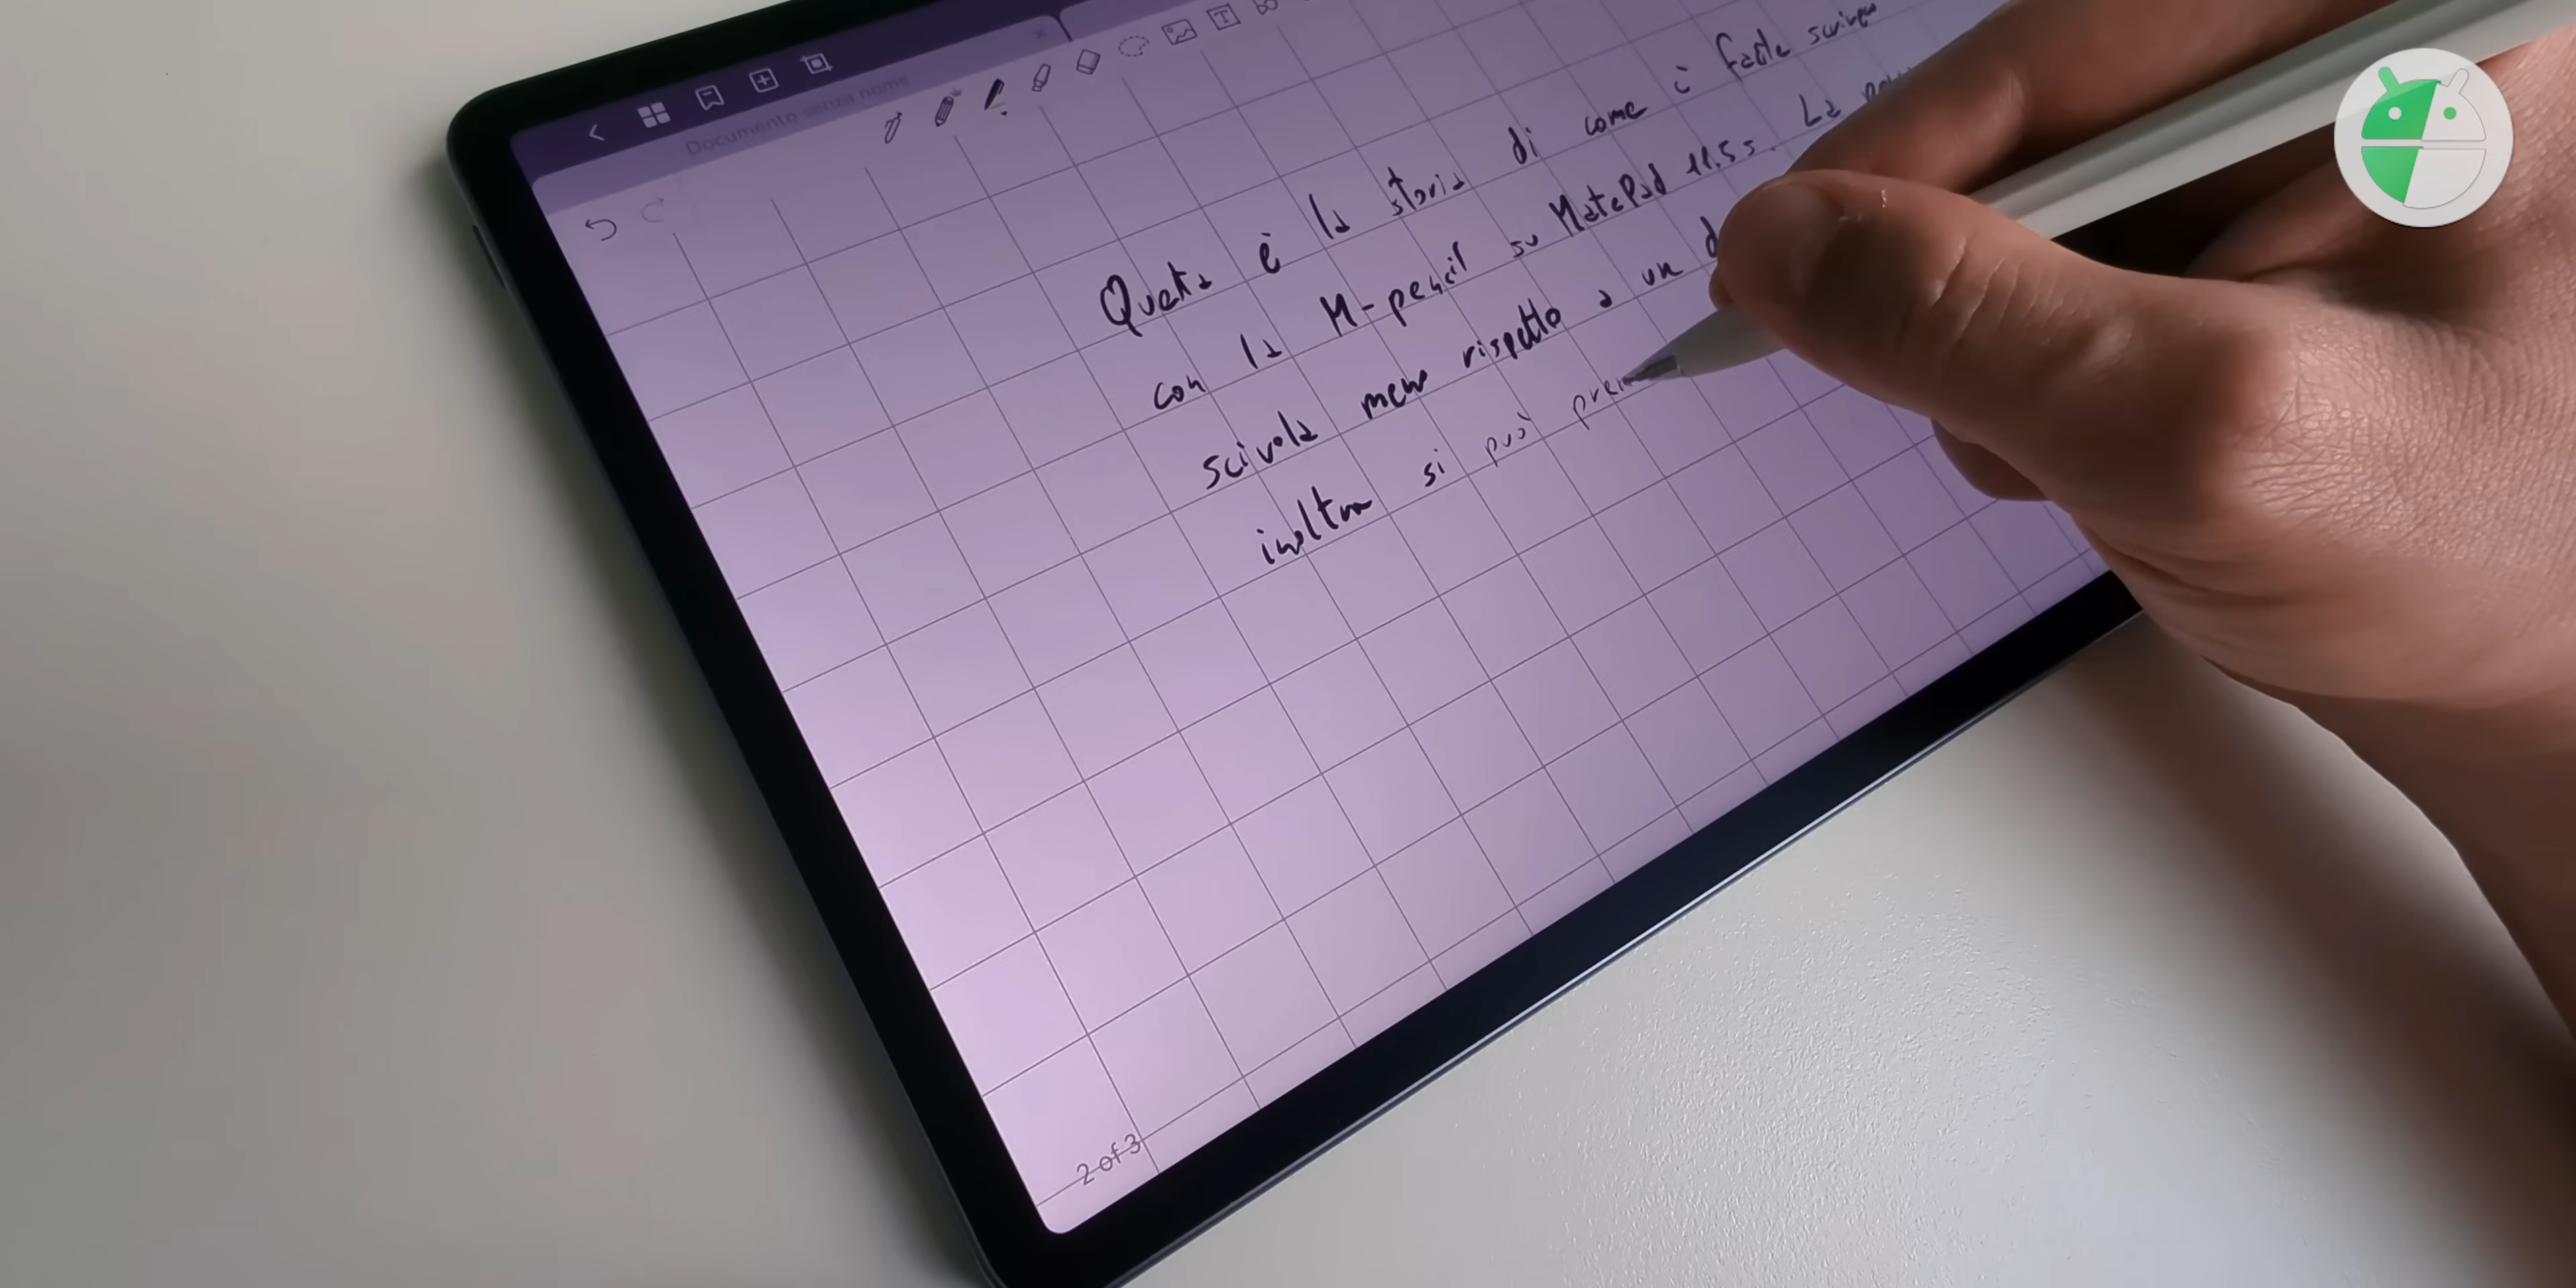 Documento senza nome
Questa è la storia di come è facile scrivere
con la M-pencil su MatePad 11.5s. La
scivola meno rispetto a un
inoltre si può
2 of 3